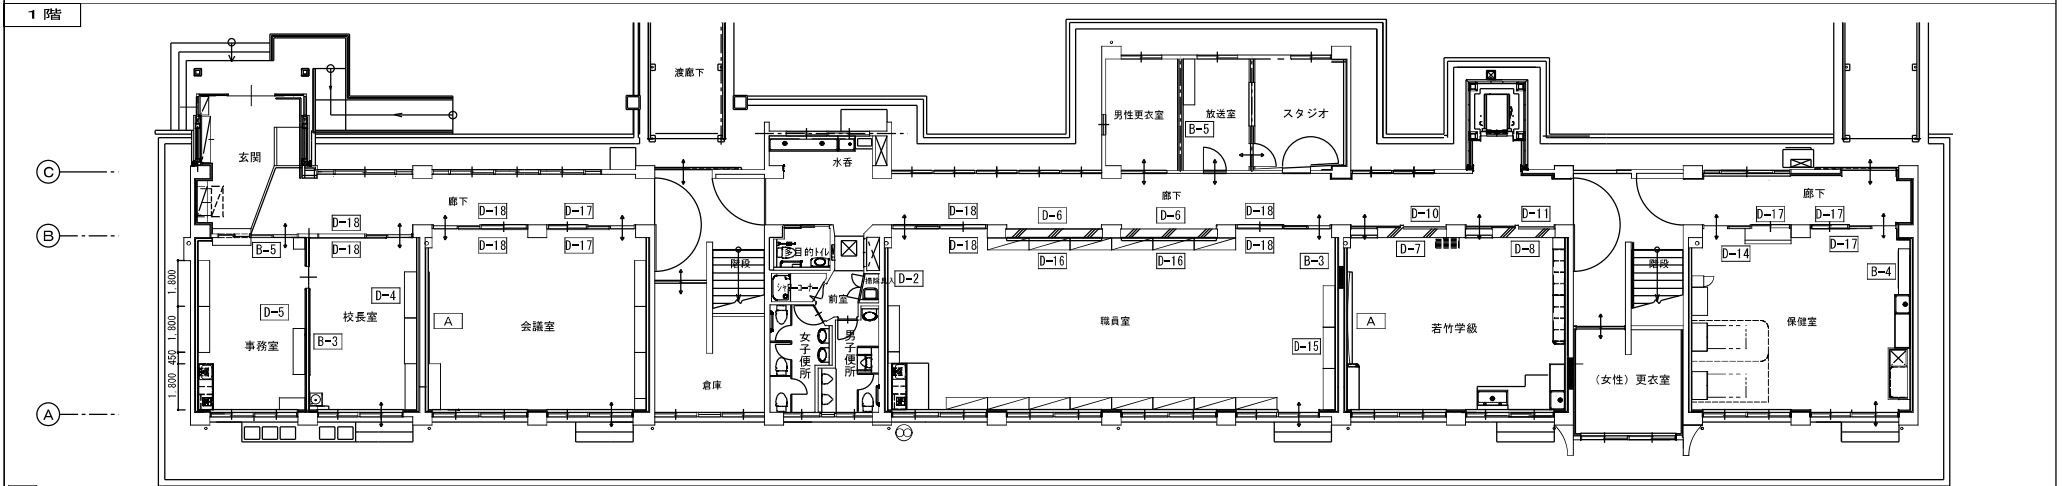 1階
渡廊下
男性更衣室
放送室
B-5
スタジオ
玄関
水香
C
廊下
廊下
廊下
D-18
D-18
D-17
D-18
D-6
D-6
D-18
D-10
D-11
D-17
D-17
B
B-5
D-18
D-18
D-17
多目的トイレ
D-18
D-16
D-16
D-18
B-3
D-7
D-8
D-14
D-17
階段
階段
D-2
B-4
1,800
D-5
D-4
前室
1,800
校長室
A
会議室
職員室
A
若竹学級
保健室
事務室
B-3
女子便所
男子便所
D-15
450
1,800
倉庫
(女性)更衣室
A